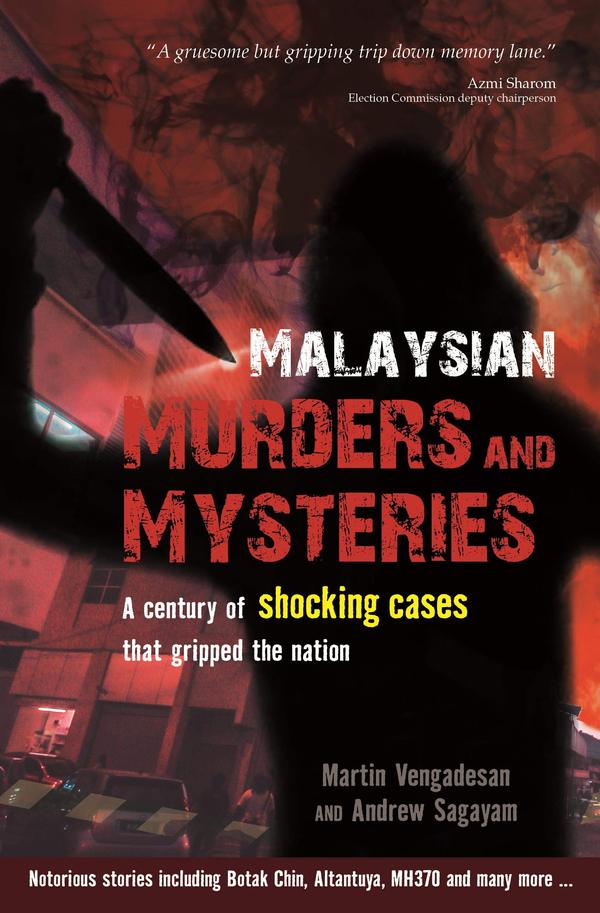 “A gruesome but gripping trip down memory lane.”
Azmi Sharom
Election Commission deputy chairperson
MALAYSIAN
MURDERS AND
MYSTERIES
A century of shocking cases
that gripped the nation
Martin Vengadesan
AND Andrew Sagayam
Notorious stories including Botak Chin, Altantuya, MH370 and many more ...